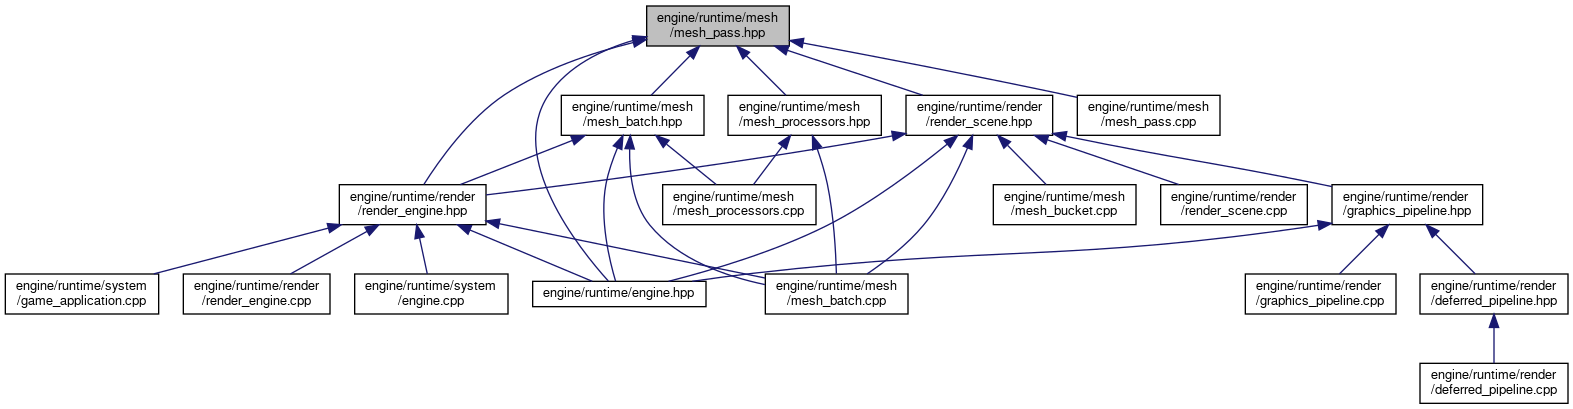 engine/runtime/mesh
/mesh_pass.hpp
engine/runtime/mesh
/mesh_batch.hpp
engine/runtime/mesh
/mesh_processors.hpp
engine/runtime/render
/render_scene.hpp
engine/runtime/mesh
/mesh_pass.cpp
engine/runtime/render
/render_engine.hpp
engine/runtime/mesh
/mesh_processors.cpp
engine/runtime/mesh
/mesh_bucket.cpp
engine/runtime/render
/render_scene.cpp
engine/runtime/render
/graphics_pipeline.hpp
engine/runtime/system
/game_application.cpp
engine/runtime/render
/render_engine.cpp
engine/runtime/system
/engine.cpp
engine/runtime/engine.hpp
engine/runtime/mesh
/mesh_batch.cpp
engine/runtime/render
/graphics_pipeline.cpp
engine/runtime/render
/deferred_pipeline.hpp
engine/runtime/render
/deferred_pipeline.cpp